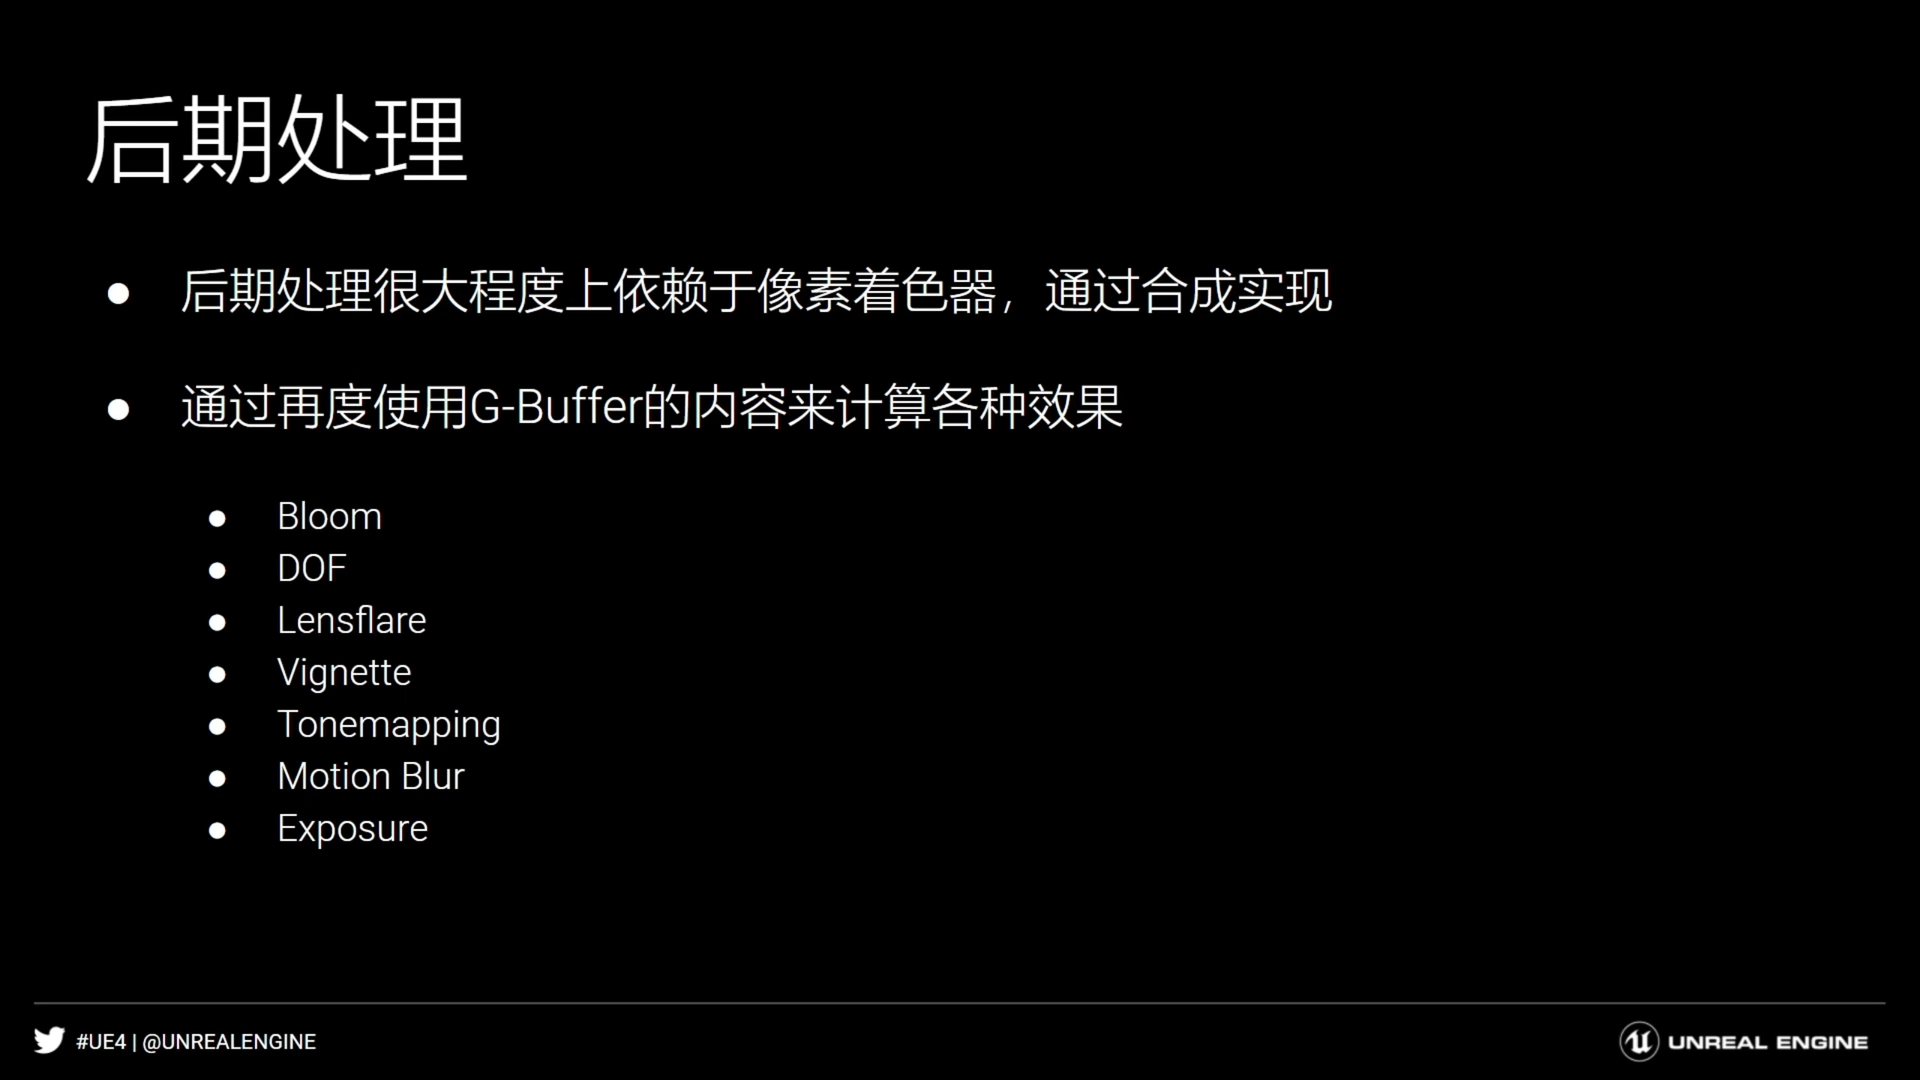 后期处理
后期处理很大程度上依赖于像素着色器，通过合成实现
通过再度使用G-Buffer的内容来计算各种效果
Bloom
DOF
Lensflare
Vignette
Tonemapping
Motion Blur
Exposure
#UE4 | @UNREALENGINE
UNREAL ENGINE